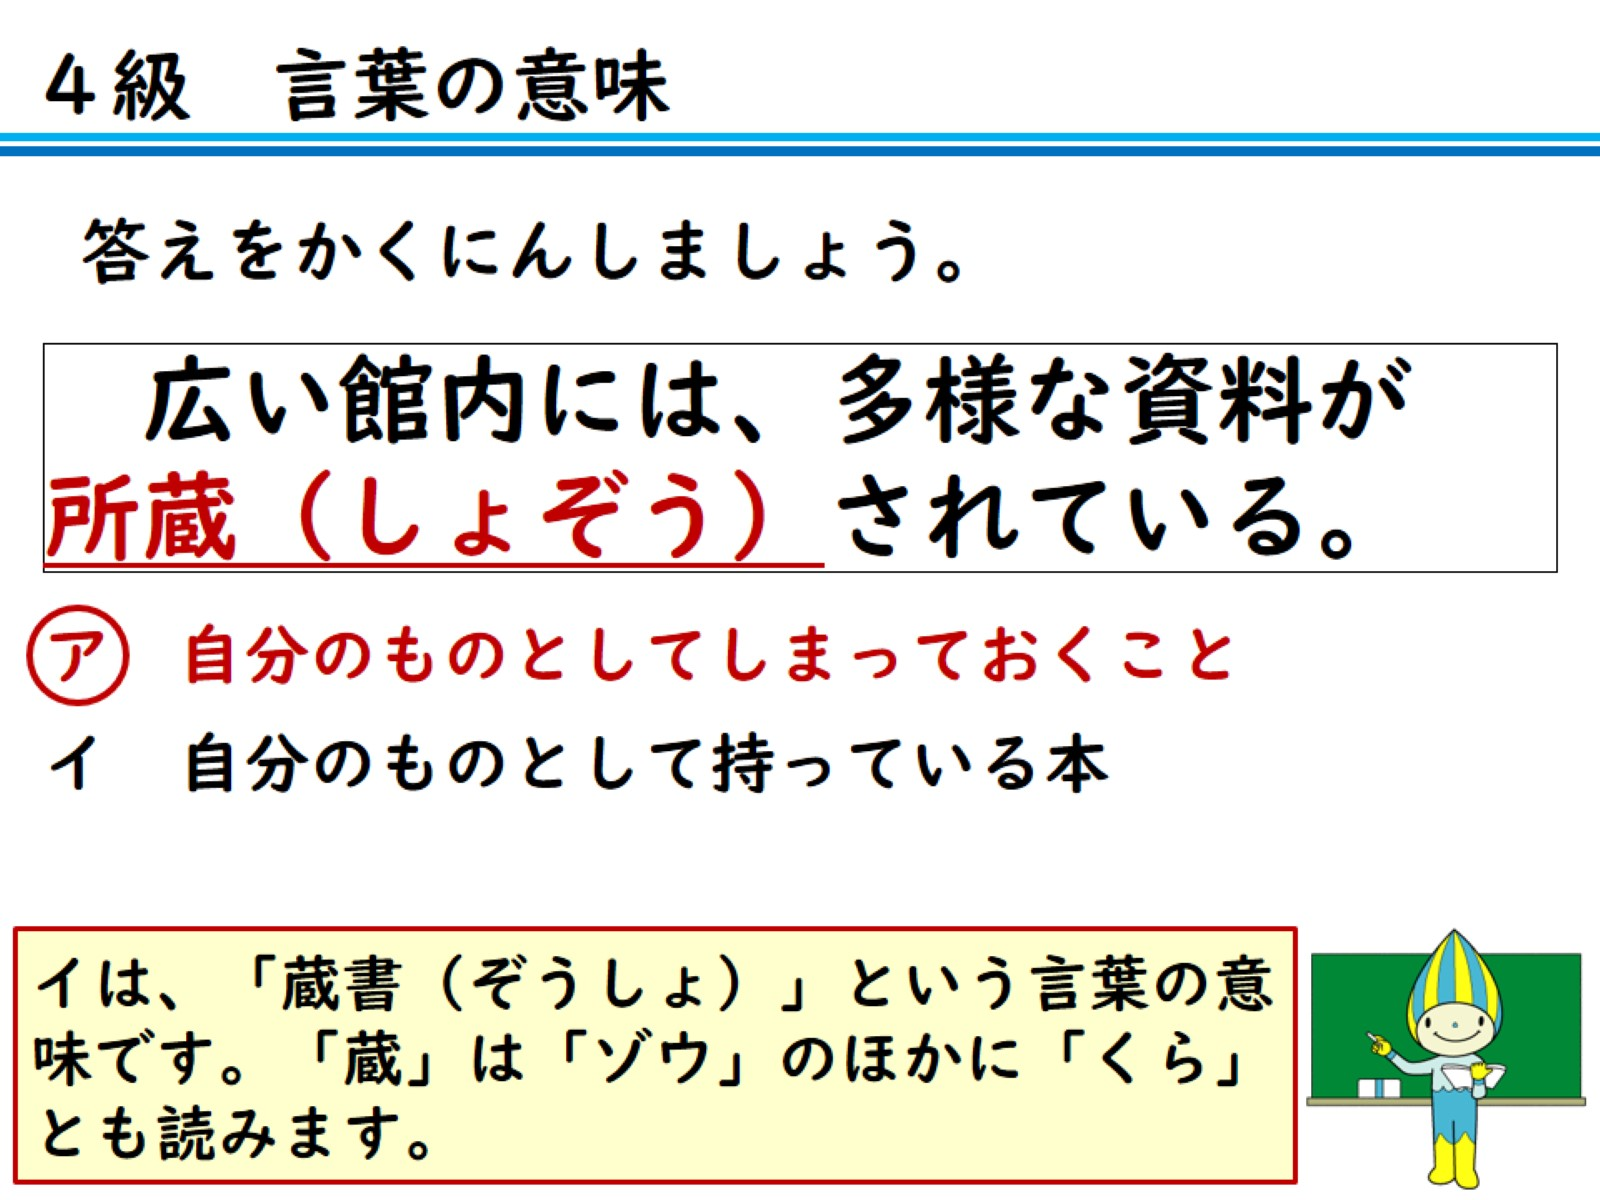 ４級　言葉の意味
答えをかくにんしましょう。
広い館内には、多様な資料が
所蔵（しょぞう）されている。
ア　自分のものとしてしまっておくこと
イ　自分のものとして持っている本
イは、「蔵書（ぞうしょ）」という言葉の意
味です。「蔵」は「ゾウ」のほかに「くら」
とも読みます。